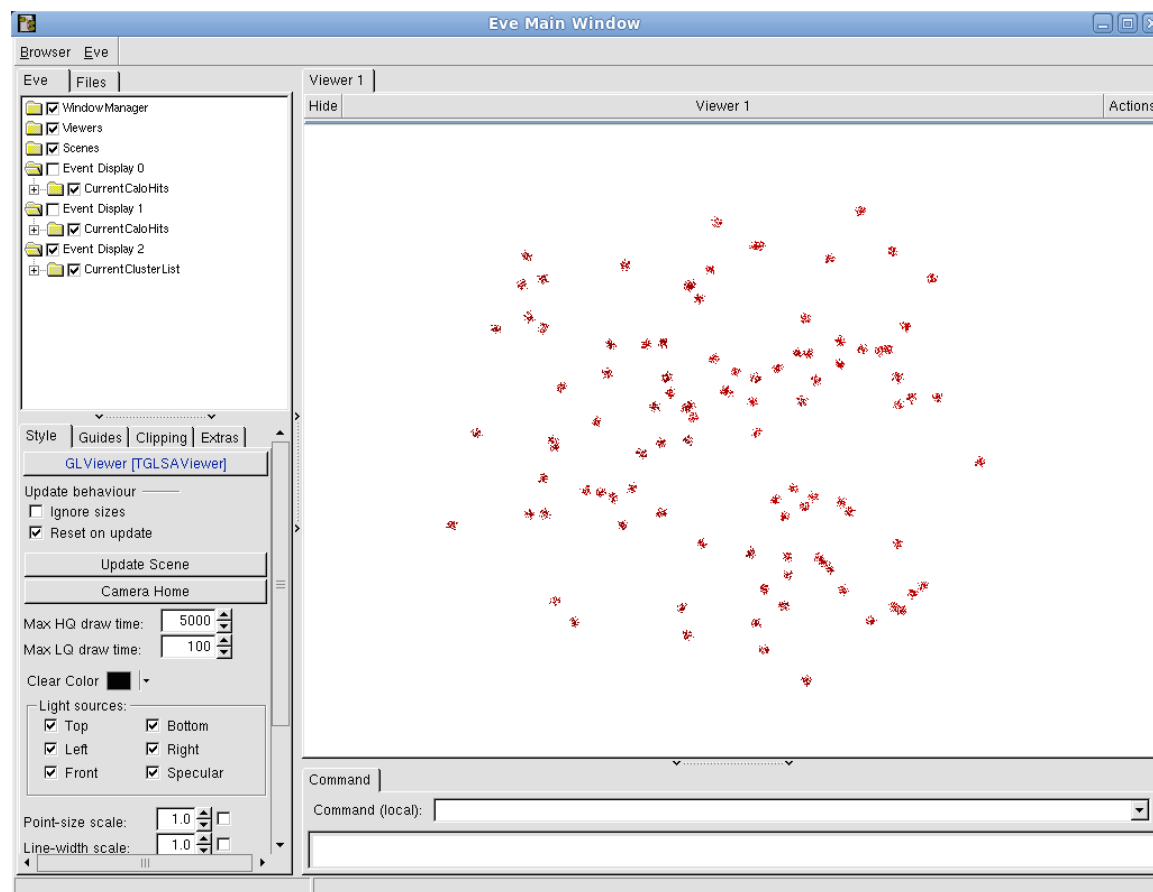 Eve Main Window
Browser Eve
Eve Files
WindowManager
Viewers
Scenes
Event Display 0
CurrentCaloHits
Event Display 1
CurrentCaloHits
Event Display 2
CurrentClusterList
Style Guides Clipping Extras
GLViewer [TGLSAViewer]
Update behaviour
Ignore sizes
Reset on update
Update Scene
Camera Home
Max HQ draw time: 5000
Max LQ draw time: 100
Clear Color
Light sources:
Top Bottom
Left Right
Front Specular
Point-size scale: 1.0
Line-width scale: 1.0
Viewer 1
Hide Viewer 1 Actions
Command
Command (local):